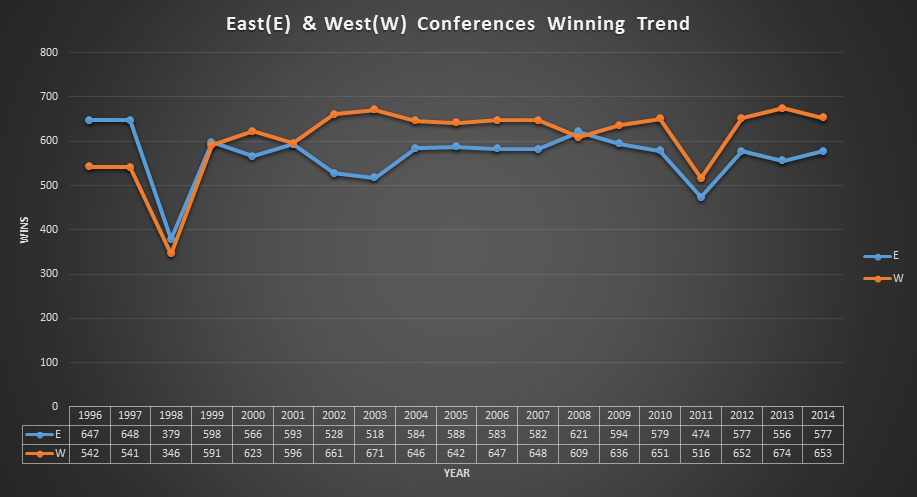 East(E) & West(W) Conferences Winning Trend
800
700
600
500
400
300
200
100
0
WINS
E
W
1996 1997 1998 1999 2000 2001 2002 2003 2004 2005 2006 2007 2008 2009 2010 2011 2012 2013 2014
E 647 648 379 598 566 593 528 518 584 588 583 582 621 594 579 474 577 556 577
W 542 541 346 591 623 596 661 671 646 642 647 648 609 636 651 516 652 674 653
YEAR